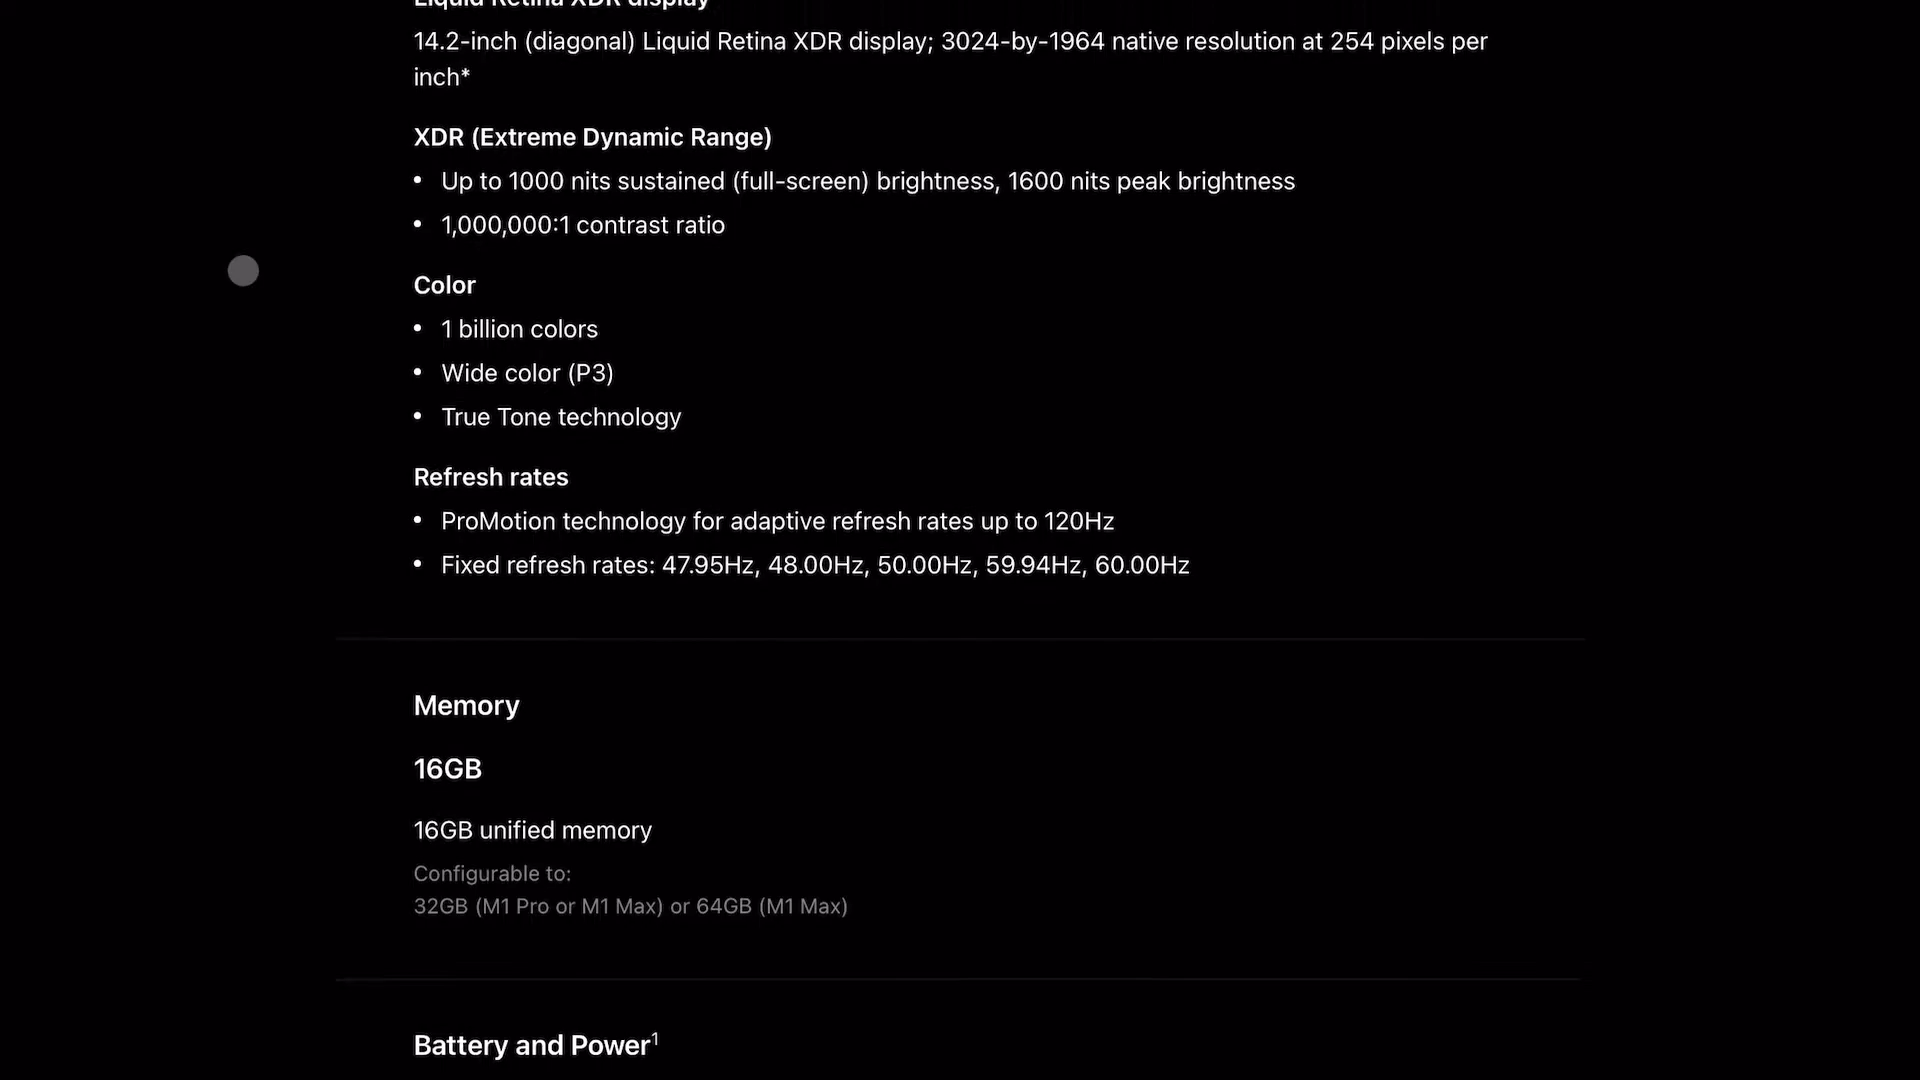 Liquid Retina XDR display
14.2-inch (diagonal) Liquid Retina XDR display; 3024-by-1964 native resolution at 254 pixels per
inch*
XDR (Extreme Dynamic Range)
• Up to 1000 nits sustained (full-screen) brightness, 1600 nits peak brightness
• 1,000,000:1 contrast ratio
Color
• 1 billion colors
• Wide color (P3)
• True Tone technology
Refresh rates
• ProMotion technology for adaptive refresh rates up to 120Hz
• Fixed refresh rates: 47.95Hz, 48.00Hz, 50.00Hz, 59.94Hz, 60.00Hz
Memory
16GB
16GB unified memory
Configurable to:
32GB (M1 Pro or M1 Max) or 64GB (M1 Max)
Battery and Power¹